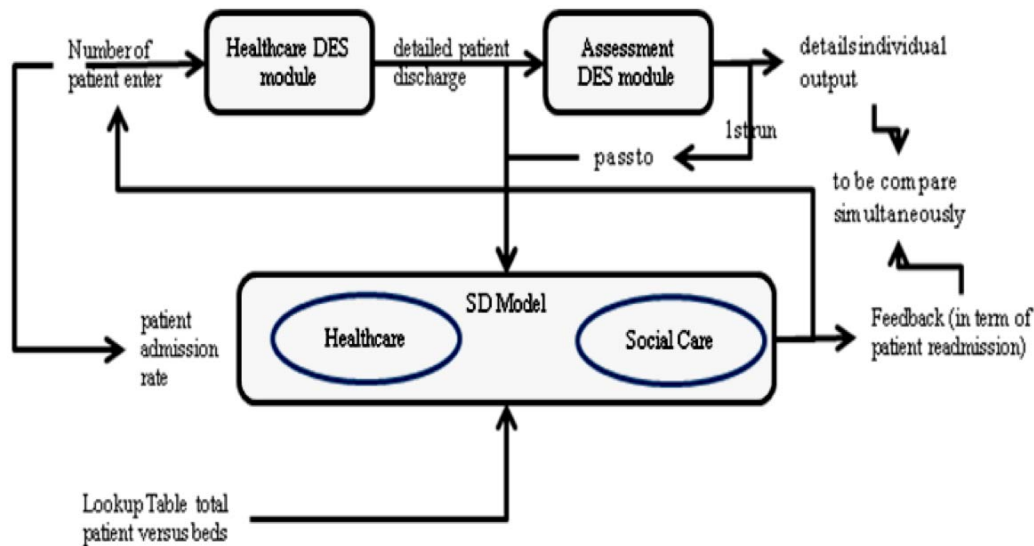 Number of
patient enter
Healthcare DES
module
detailed patient
discharge
Assessment
DES module
details individual
output
1st run
pass to
to be compare
simultaneously
SD Model
Healthcare
Social Care
patient
admission
rate
Feedback (in term of
patient readmission)
Lookup Table total
patient versus beds